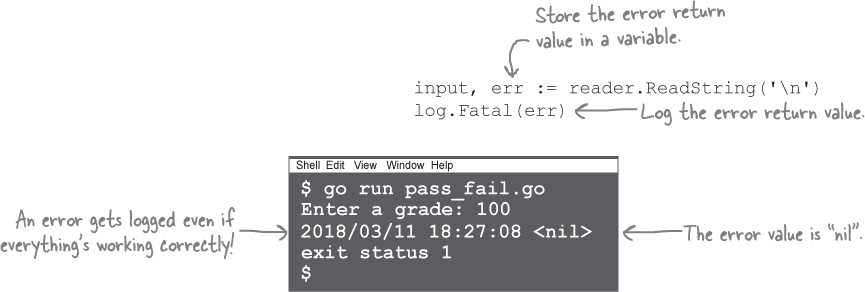 Store the error return
value in a variable.
input, err := reader.ReadString('\n')
log.Fatal(err)
Log the error return value.
Shell Edit View Window Help
$ go run pass_fail.go
Enter a grade: 100
2018/03/11 18:27:08 <nil>
exit status 1
$
An error gets logged even if
everything's working correctly!
The error value is "nil".